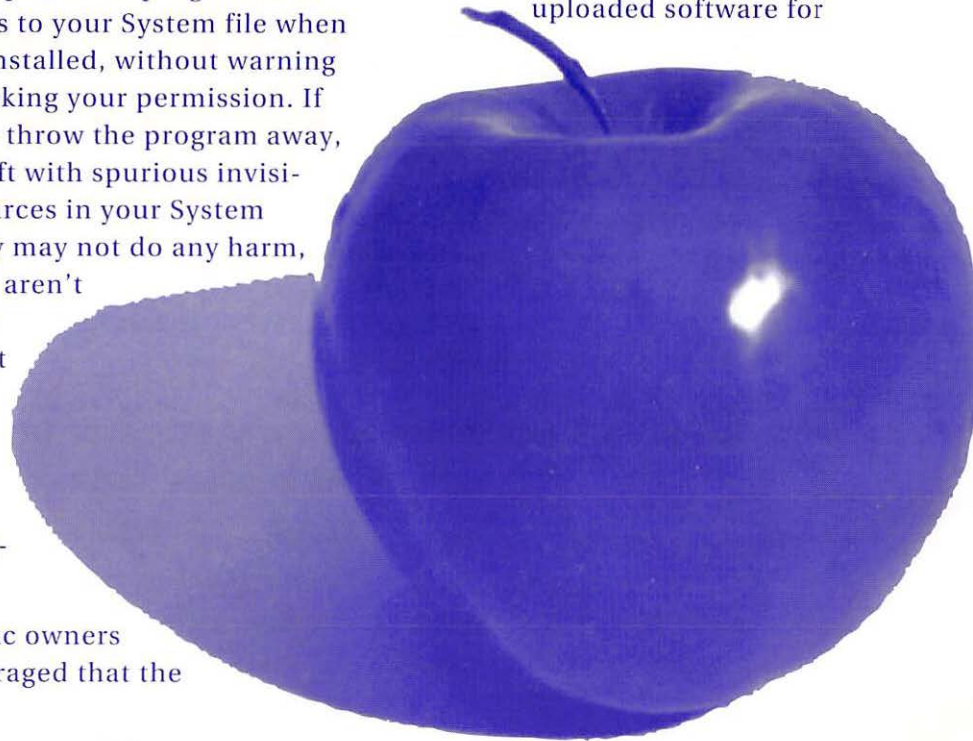 s to your System file when
nstalled, without warning
king your permission. If
throw the program away,
ft with spurious invisi-
rces in your System
y may not do any harm,
aren't
t
-
c owners
raged that the
uploaded software for